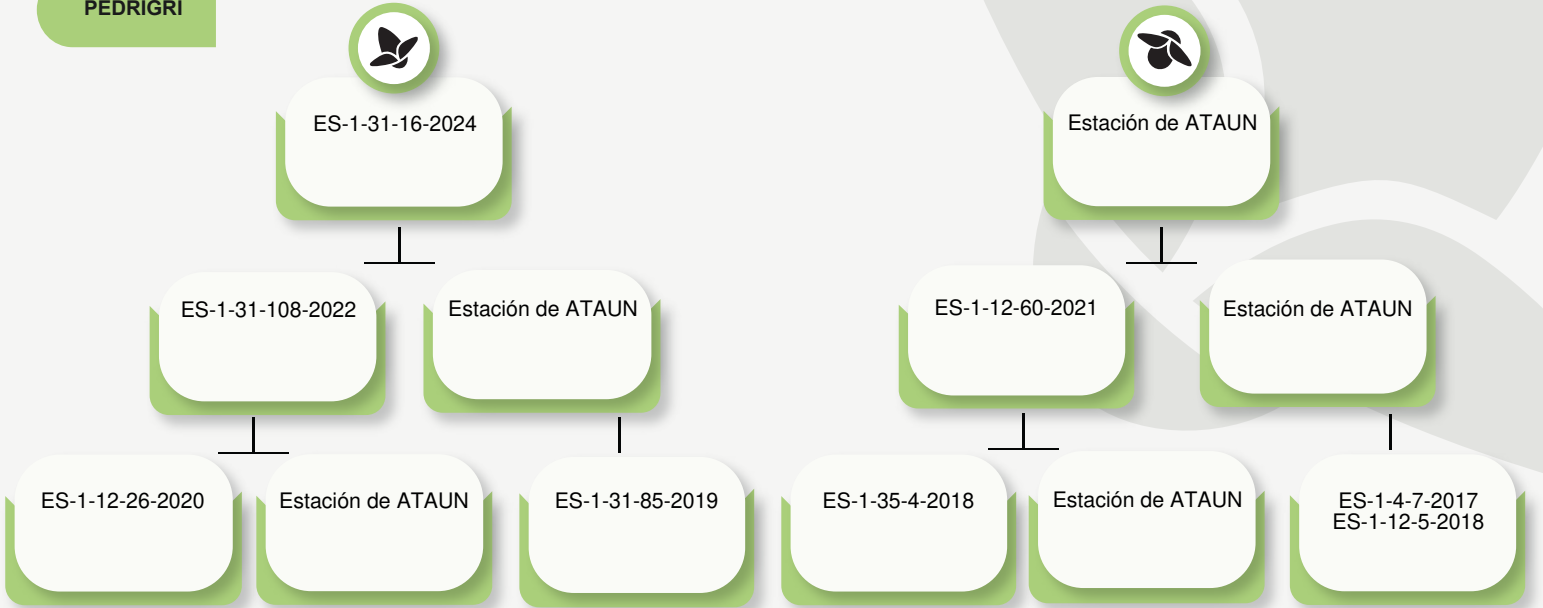 PEDRIGRI
ES-1-31-16-2024
Estación de ATAUN
ES-1-31-108-2022
Estación de ATAUN
ES-1-12-60-2021
Estación de ATAUN
ES-1-12-26-2020
Estación de ATAUN
ES-1-31-85-2019
ES-1-35-4-2018
Estación de ATAUN
ES-1-4-7-2017
ES-1-12-5-2018